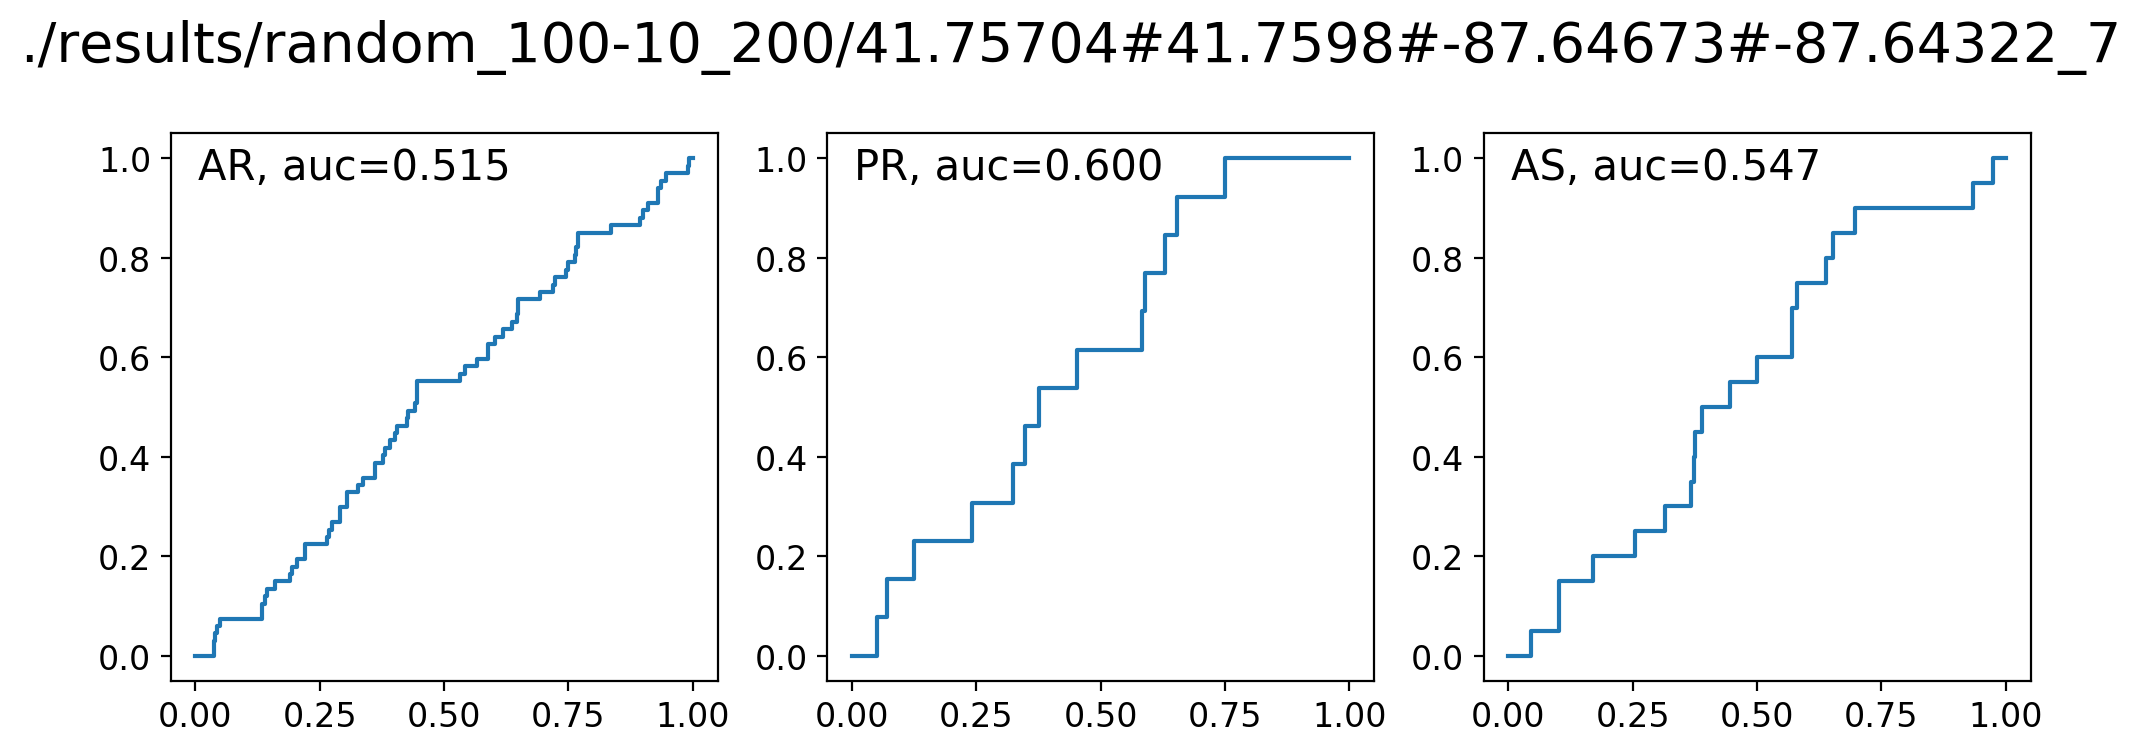 ./results/random_100-10_200/41.75704#41.7598#-87.64673#-87.64322_7
AR, auc=0.515
1.0
0.8
0.6
0.4
0.2
0.0
0.00 0.25 0.50 0.75 1.00
PR, auc=0.600
1.0
0.8
0.6
0.4
0.2
0.0
0.00 0.25 0.50 0.75 1.00
AS, auc=0.547
1.0
0.8
0.6
0.4
0.2
0.0
0.00 0.25 0.50 0.75 1.00